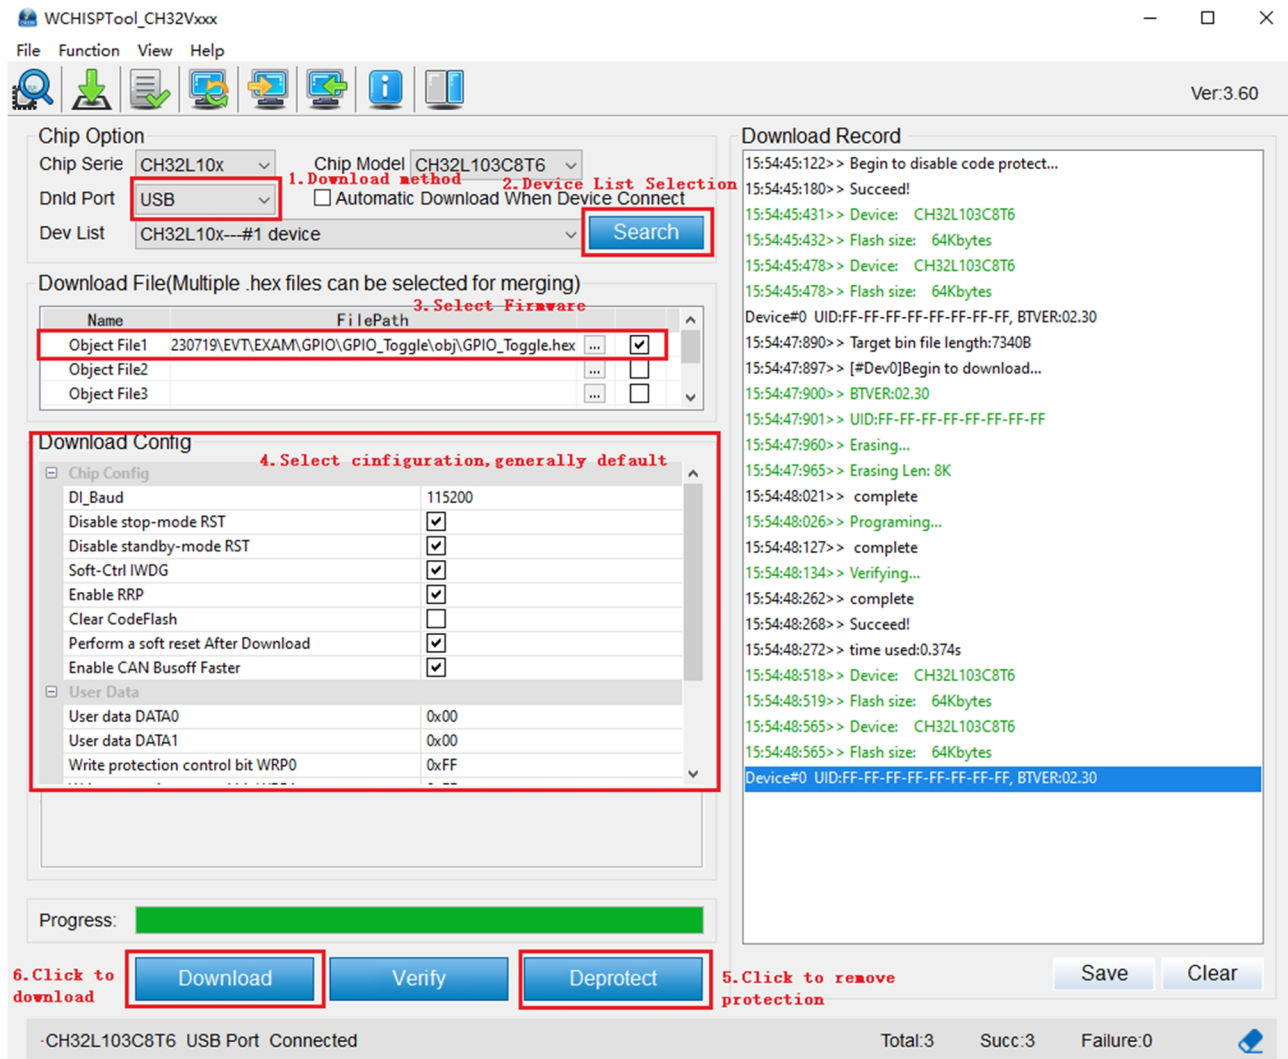 WCHISPTool_CH32Vxxx
File Function View Help
Ver:3.60
Chip Option
Chip Serie CH32L10x Chip Model CH32L103C8T6
1.Download method
2.Device List Selection
Dnld Port USB Automatic Download When Device Connect
Dev List CH32L10x---#1 device Search
Download File(Multiple .hex files can be selected for merging)
3.Select Firmware
Name FilePath
Object File1 230719\EVT\EXAM\GPIO\GPIO_Toggle\obj\GPIO_Toggle.hex ...
Object File2 ...
Object File3 ...
Download Config
4.Select cinfiguration,generally default
Chip Config
DI_Baud 115200
Disable stop-mode RST
Disable standby-mode RST
Soft-Ctrl IWDG
Enable RRP
Clear CodeFlash
Perform a soft reset After Download
Enable CAN Busoff Faster
User Data
User data DATA0 0x00
User data DATA1 0x00
Write protection control bit WRP0 0xFF
Progress:
6.Click to
download
Download Verify Deprotect
5.Click to remove
protection
Download Record
15:54:45:122>> Begin to disable code protect...
15:54:45:180>> Succeed!
15:54:45:431>> Device: CH32L103C8T6
15:54:45:432>> Flash size: 64Kbytes
15:54:45:478>> Device: CH32L103C8T6
15:54:45:478>> Flash size: 64Kbytes
Device#0 UID:FF-FF-FF-FF-FF-FF-FF-FF, BTVER:02.30
15:54:47:890>> Target bin file length:7340B
15:54:47:897>> [#Dev0]Begin to download...
15:54:47:900>> BTVER:02.30
15:54:47:901>> UID:FF-FF-FF-FF-FF-FF-FF-FF
15:54:47:960>> Erasing...
15:54:47:965>> Erasing Len: 8K
15:54:48:021>> complete
15:54:48:026>> Programing...
15:54:48:127>> complete
15:54:48:134>> Verifying...
15:54:48:262>> complete
15:54:48:268>> Succeed!
15:54:48:272>> time used:0.374s
15:54:48:518>> Device: CH32L103C8T6
15:54:48:519>> Flash size: 64Kbytes
15:54:48:565>> Device: CH32L103C8T6
15:54:48:565>> Flash size: 64Kbytes
Device#0 UID:FF-FF-FF-FF-FF-FF-FF-FF, BTVER:02.30
Save Clear
·CH32L103C8T6 USB Port Connected Total:3 Succ:3 Failure:0